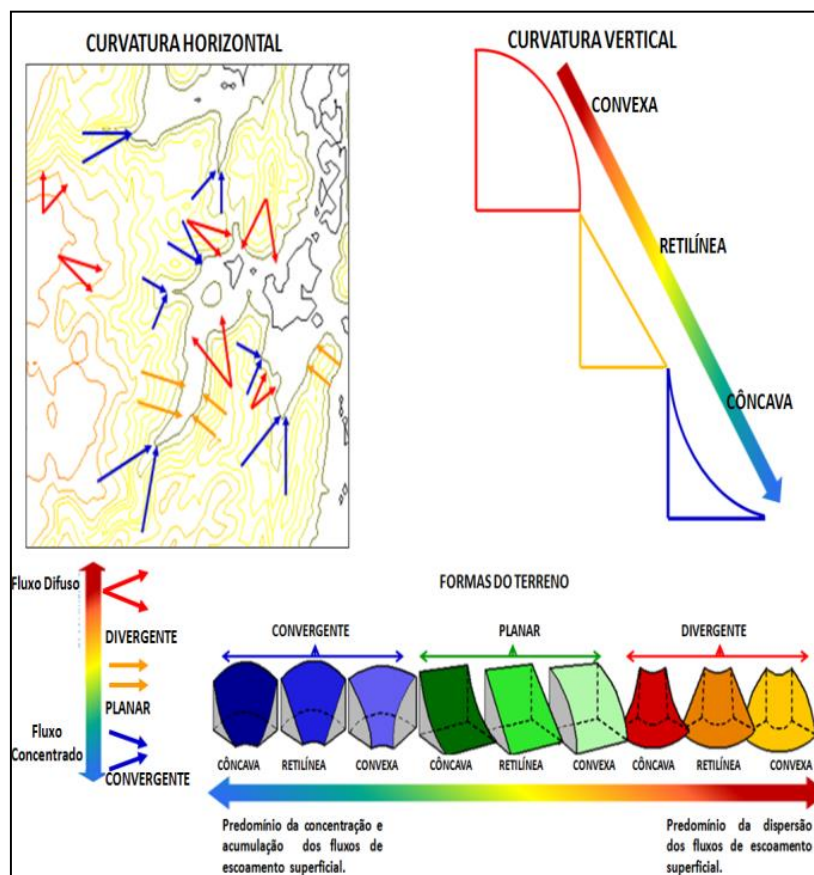 CURVATURA HORIZONTAL
CURVATURA VERTICAL
CONVEXA
RETILÍNEA
CÔNCAVA
Fluxo Difuso
DIVERGENTE
PLANAR
Fluxo
Concentrado
CONVERGENTE
FORMAS DO TERRENO
CONVERGENTE
PLANAR
DIVERGENTE
CÔNCAVA
RETILÍNEA
CONVEXA
CÔNCAVA
RETILÍNEA
CONVEXA
CÔNCAVA
RETILÍNEA
CONVEXA
Predomínio da concentração e
acumulação dos fluxos de
escoamento superficial.
Predomínio da dispersão
dos fluxos de escoamento
superficial.